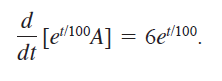 d/dt [e^{t/100}A] = 6e^{t/100}.